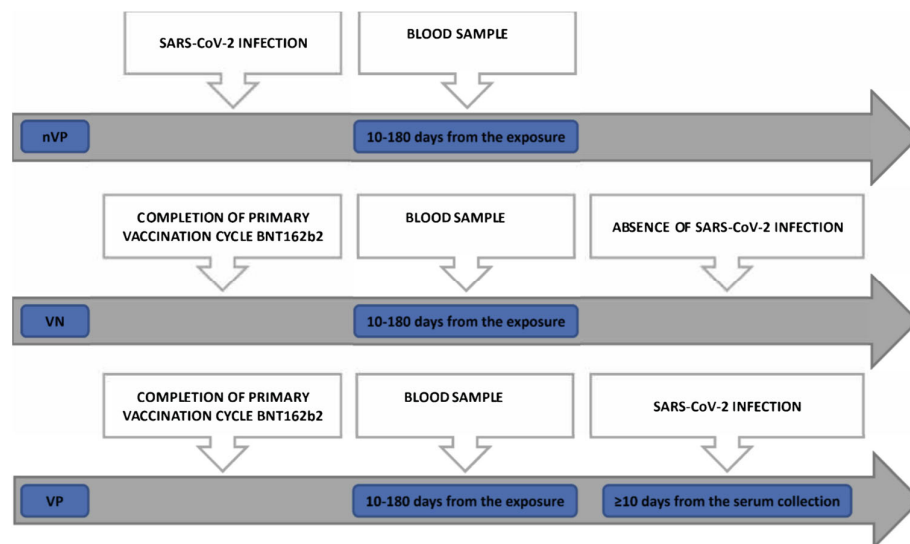 SARS-CoV-2 INFECTION
BLOOD SAMPLE
nVP
10-180 days from the exposure
COMPLETION OF PRIMARY
VACCINATION CYCLE BNT162b2
BLOOD SAMPLE
ABSENCE OF SARS-CoV-2 INFECTION
VN
10-180 days from the exposure
COMPLETION OF PRIMARY
VACCINATION CYCLE BNT162b2
BLOOD SAMPLE
SARS-CoV-2 INFECTION
VP
10-180 days from the exposure
≥10 days from the serum collection